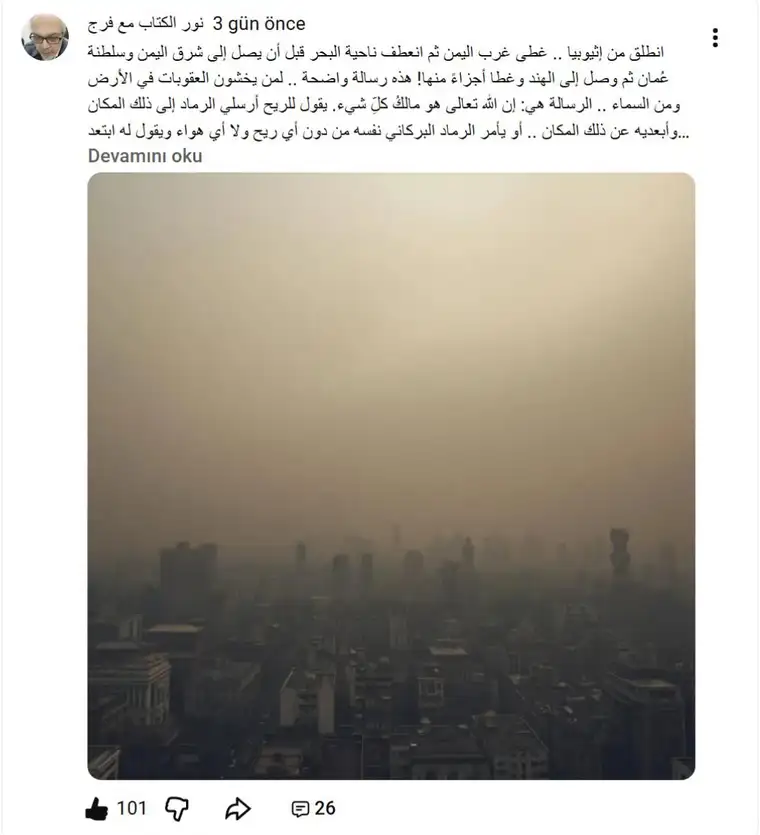 نور الكتاب مع فرج 3 gün önce
انطلق من إثيوبيا .. غطى غرب اليمن ثم انعطف ناحية البحر قبل أن يصل إلى شرق اليمن وسلطنة
عُمان ثم وصل إلى الهند وغطا أجزاءً منها! هذه رسالة واضحة .. لمن يخشون العقوبات في الأرض
ومن السماء .. الرسالة هي: إن الله تعالى هو مالكُ كلِّ شيء. يقول للريح أرسلي الرماد إلى ذلك المكان
وأبعديه عن ذلك المكان .. أو يأمر الرماد البركاني نفسه من دون أي ريح ولا أي هواء ويقول له ابتعد...
Devamını oku
101 26